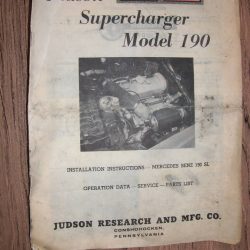 Supercharger
Model 190
INSTALLATION INSTRUCTIONS — MERCEDES BENZ 190 SL
OPERATION DATA — SERVICE — PARTS LIST
JUDSON RESEARCH AND MFG. CO.
CONSHOHOCKEN,
PENNSYLVANIA